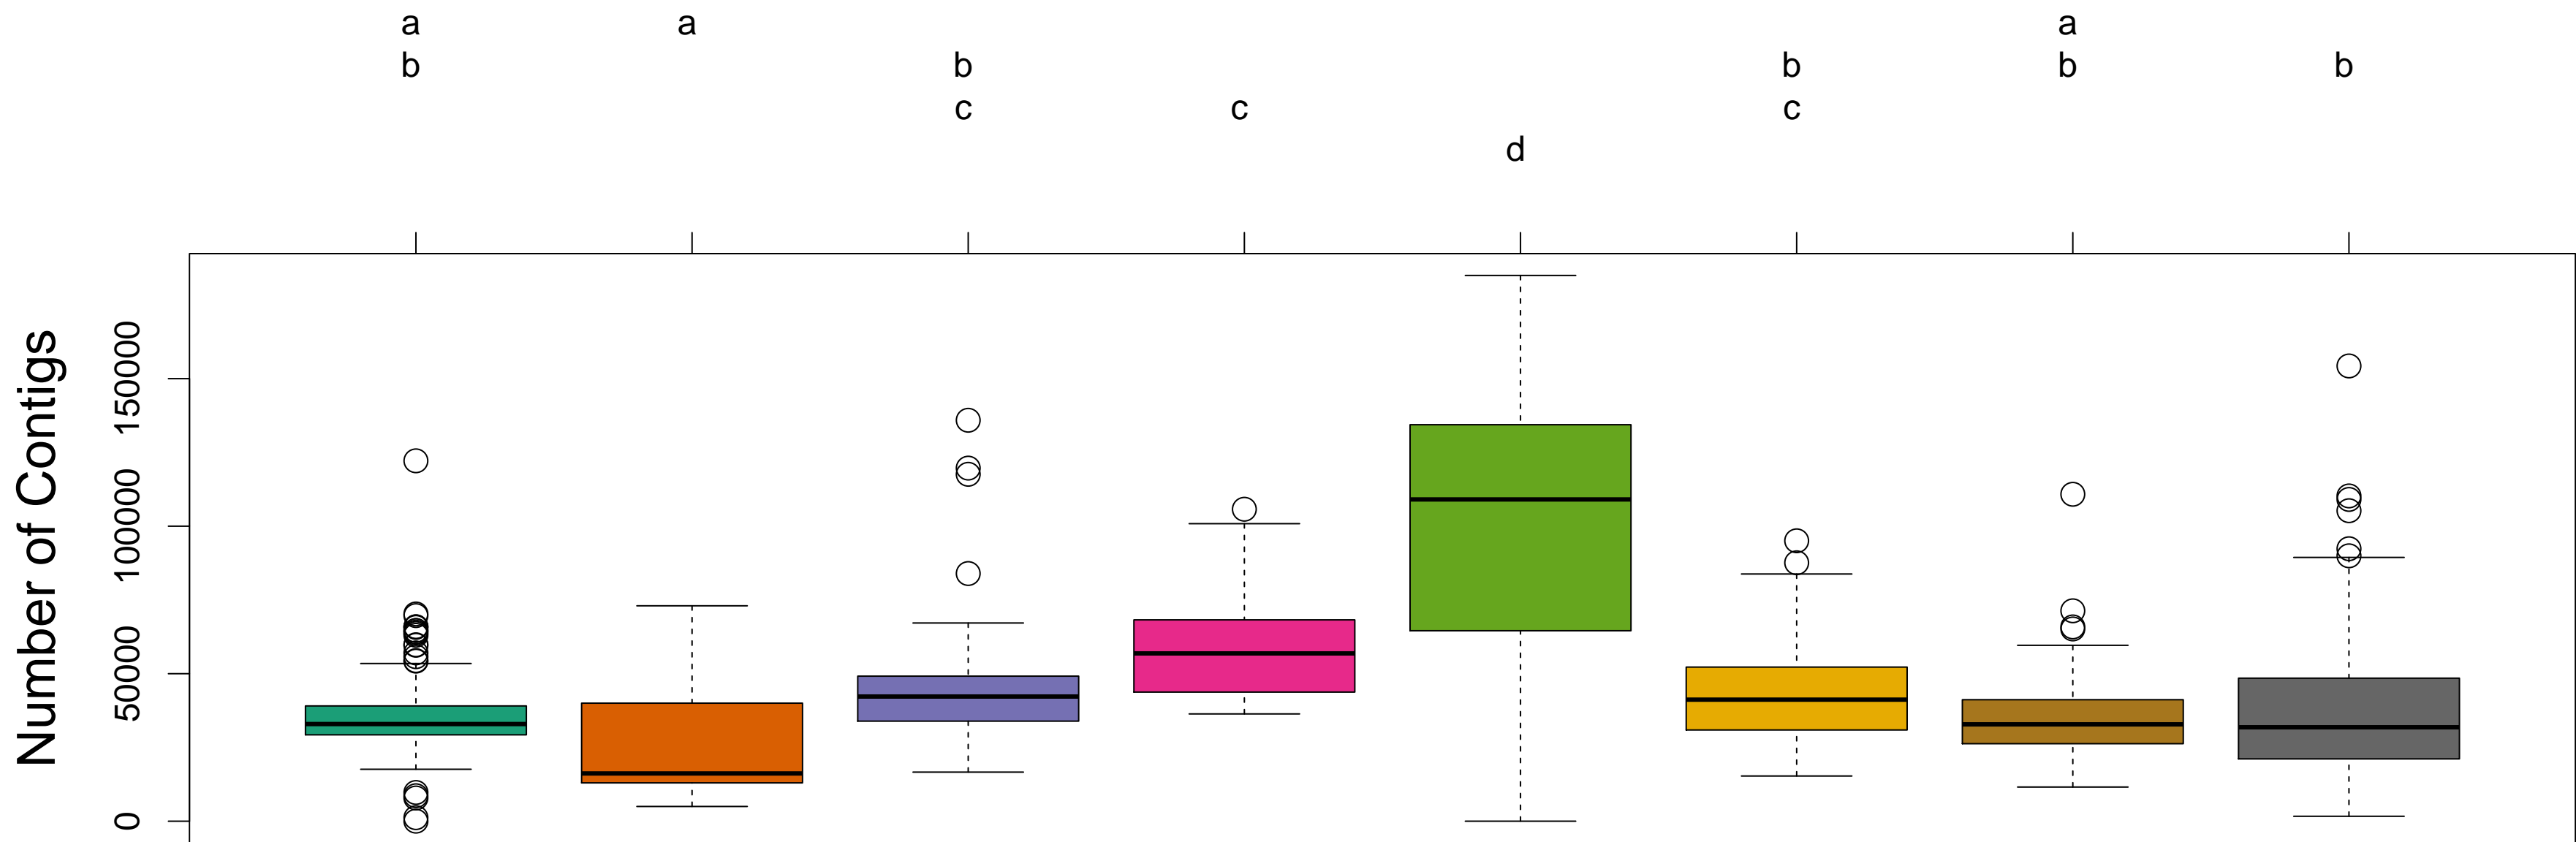 a a a
b b b b b
c c c
d
Number of Contigs
150000
100000
50000
0